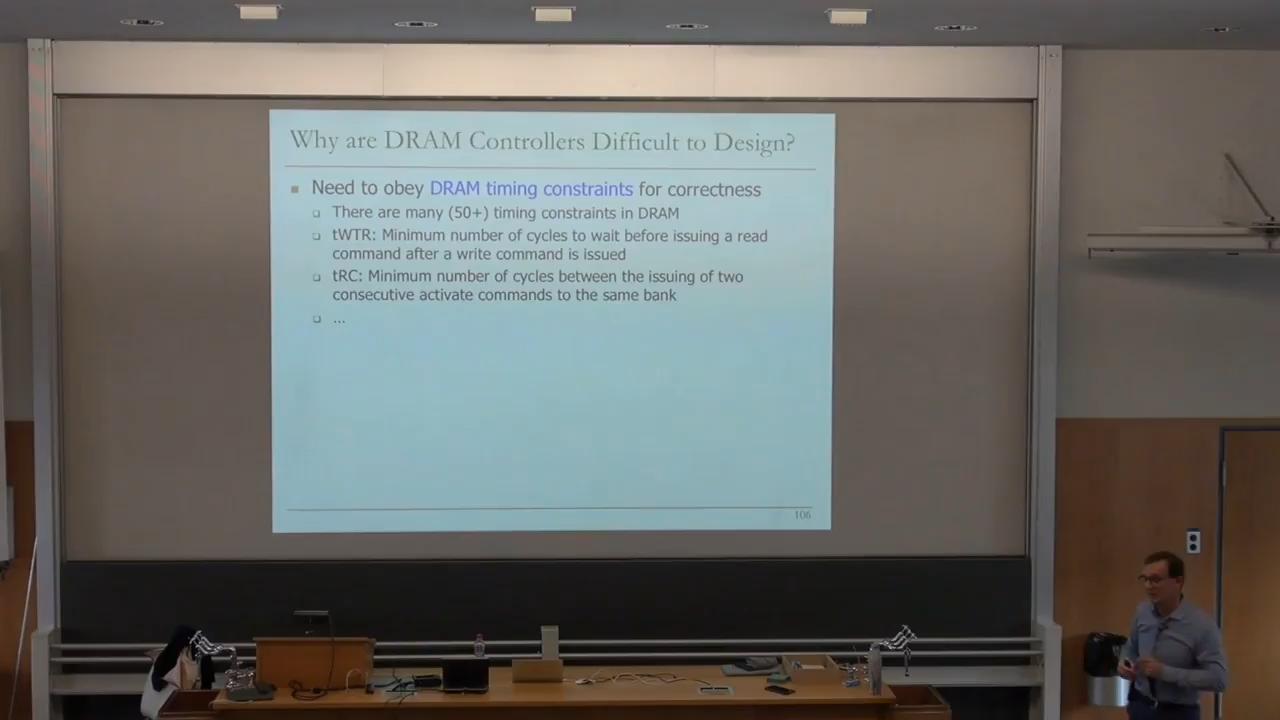 Why are DRAM Controllers Difficult to Design?
Need to obey DRAM timing constraints for correctness
There are many (50+) timing constraints in DRAM
tWTR: Minimum number of cycles to wait before issuing a read
command after a write command is issued
tRC: Minimum number of cycles between the issuing of two
consecutive activate commands to the same bank
...
106